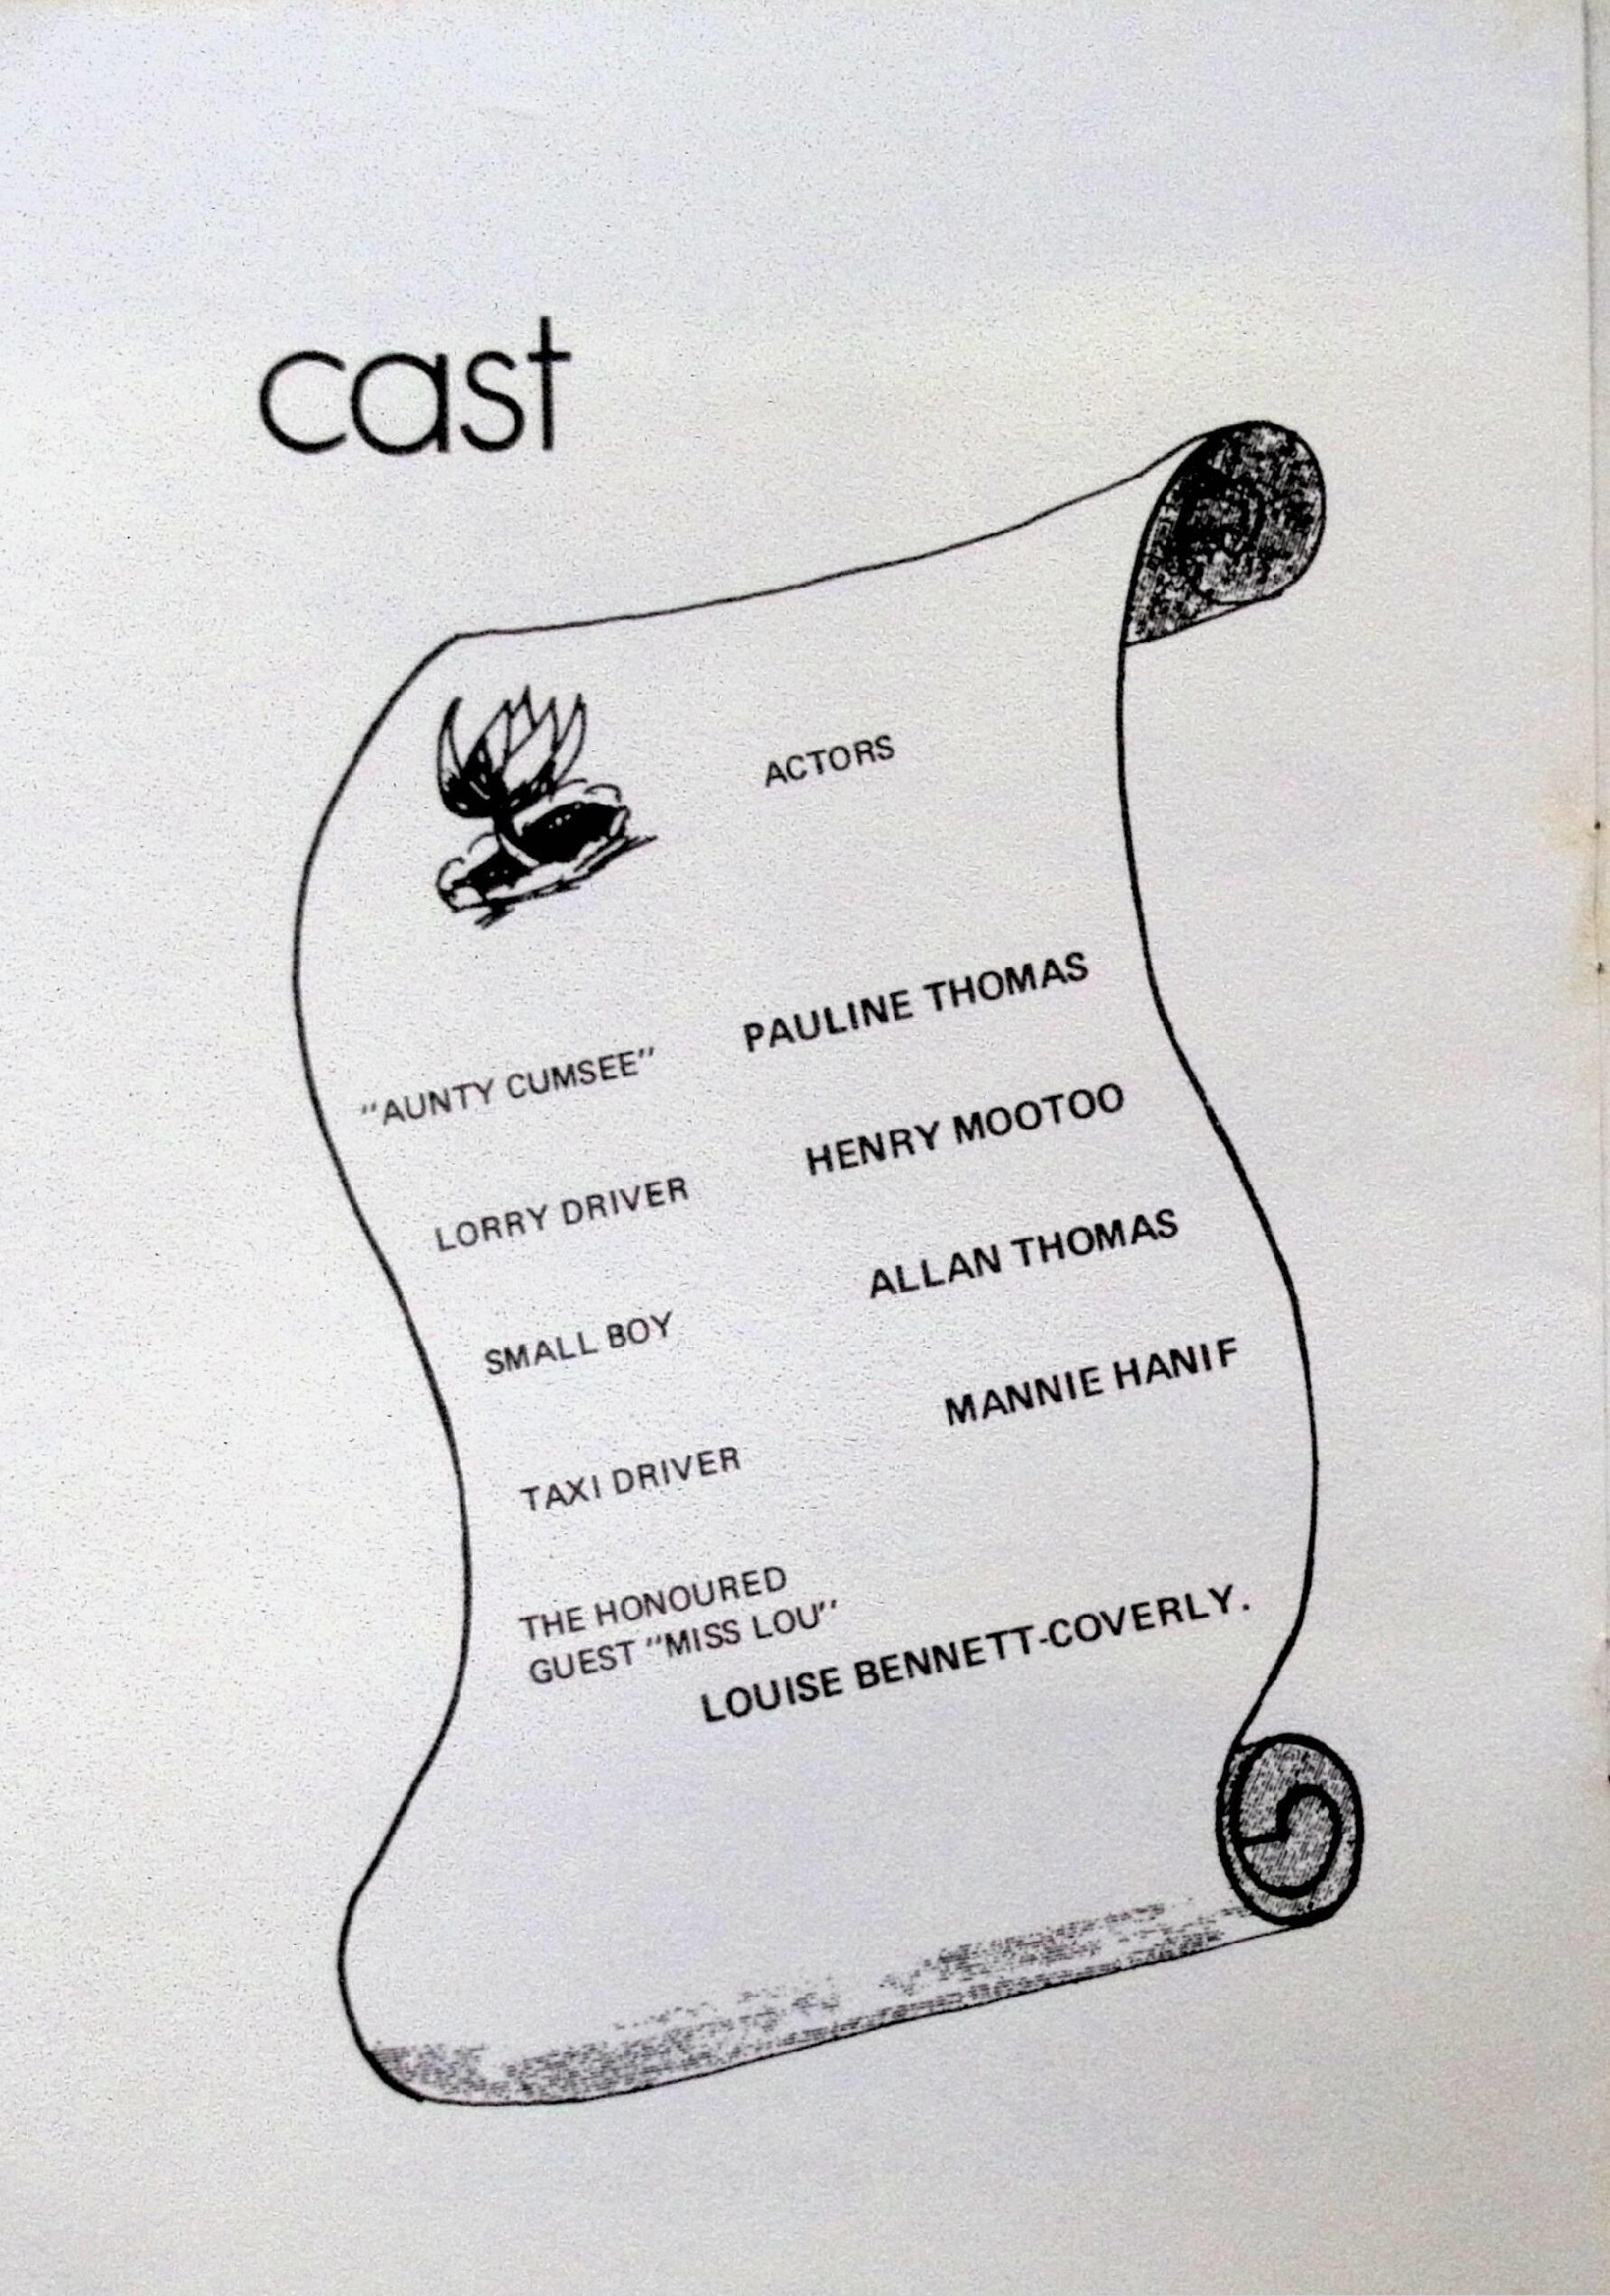 cast
ACTORS
"AUNTY CUMSEE" PAULINE THOMAS
LORRY DRIVER HENRY MOOTOO
SMALL BOY ALLAN THOMAS
TAXI DRIVER MANNIE HANIF
THE HONOURED
GUEST "MISS LOU"
LOUISE BENNETT-COVERLY.